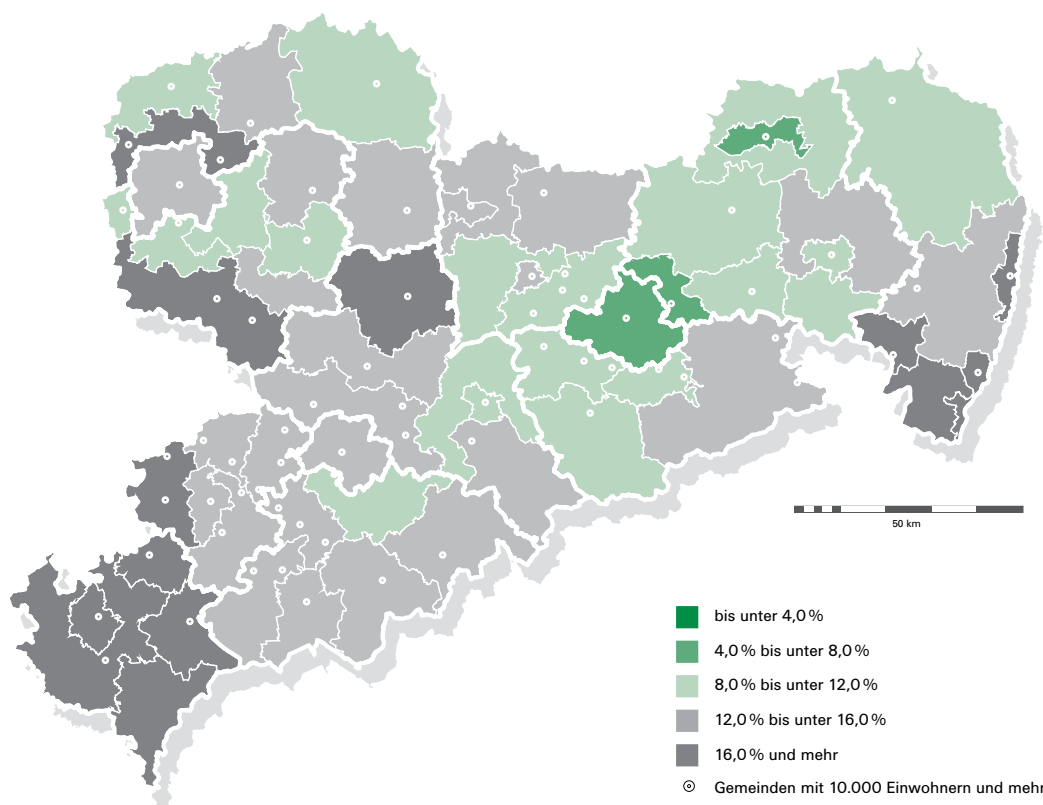 50 km
bis unter 4,0 %
4,0 % bis unter 8,0 %
8,0 % bis unter 12,0 %
12,0 % bis unter 16,0 %
16,0 % und mehr
Gemeinden mit 10.000 Einwohnern und mehr